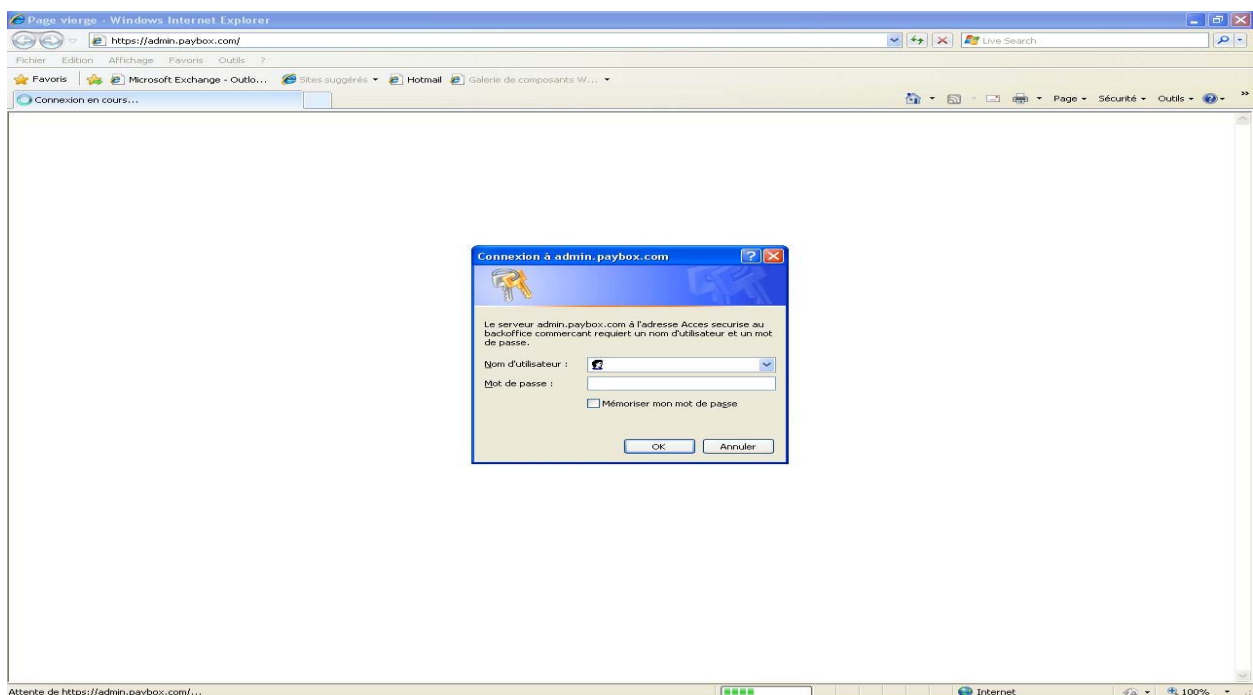 Page vierge - Windows Internet Explorer
https://admin.paybox.com/
Live Search
Fichier Edition Affichage Favoris Outils ?
Favoris Microsoft Exchange - Outlo... Sites suggérés Hotmail Galerie de composants W...
Connexion en cours...
Page Sécurité Outils
Connexion à admin.paybox.com
Le serveur admin.paybox.com à l'adresse Acces securise au
backoffice commercant requiert un nom d'utilisateur et un mot
de passe.
Nom d'utilisateur :
Mot de passe :
Mémoriser mon mot de passe
OK Annuler
Attente de https://admin.paybox.com/... Internet 100%